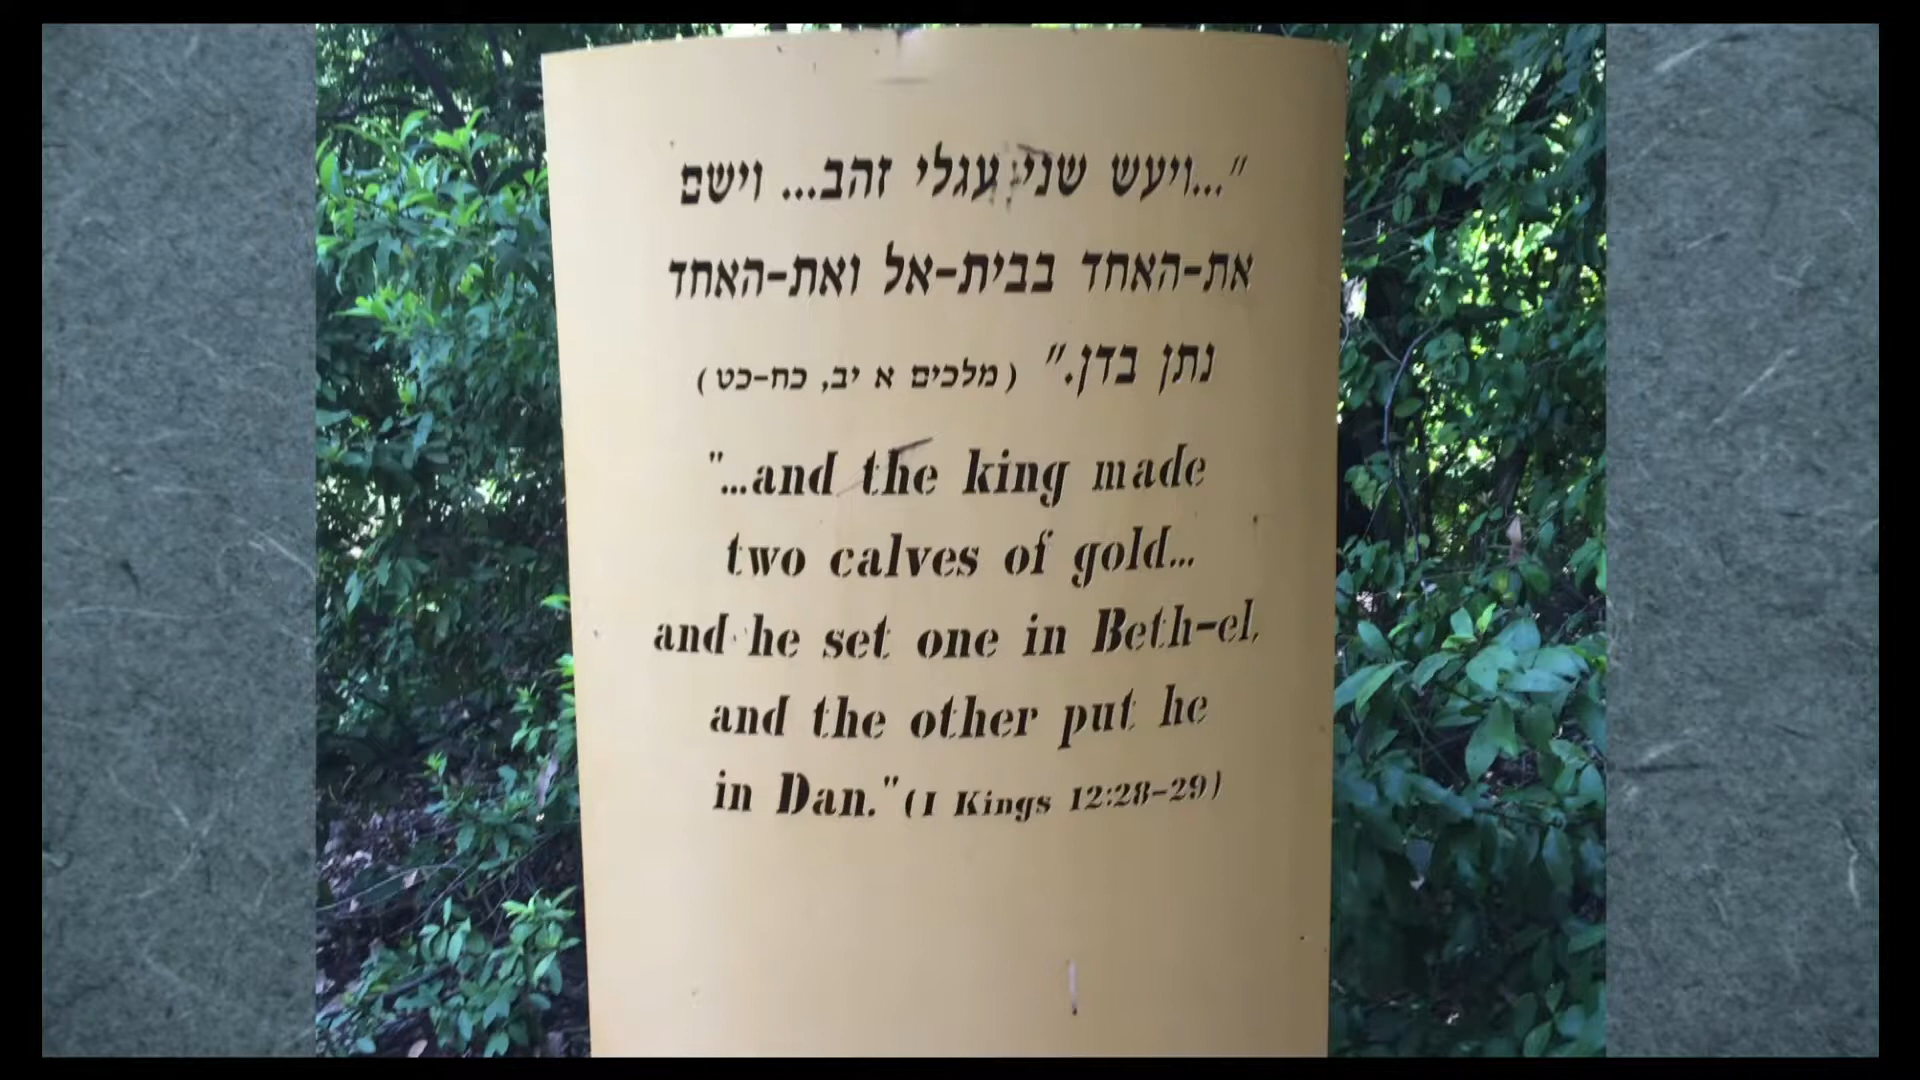 "...ויעש שני עגלי זהב... וישם
את-האחד בבית-אל ואת-האחד
נתן בדן." (מלכים א יב, כח-כט)
"...and the king made
two calves of gold...
and he set one in Beth-el,
and the other put he
in Dan." (I Kings 12:28-29)